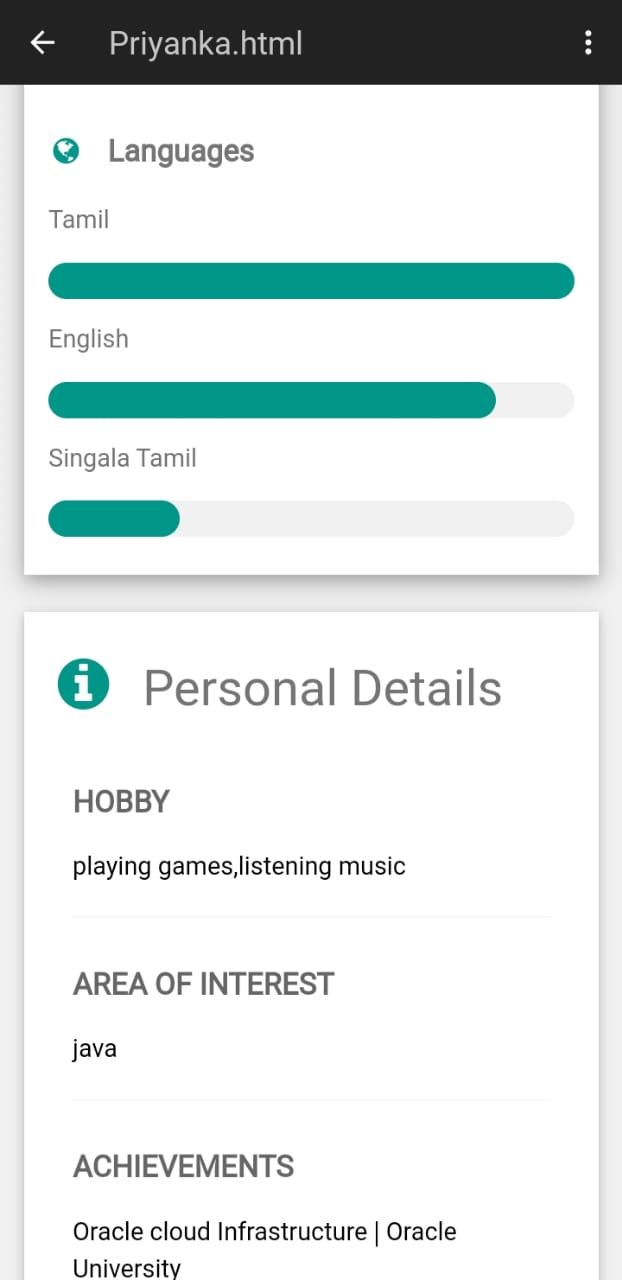 Priyanka.html
Languages
Tamil
English
Singala Tamil
Personal Details
HOBBY
playing games,listening music
AREA OF INTEREST
java
ACHIEVEMENTS
Oracle cloud Infrastructure | Oracle
University